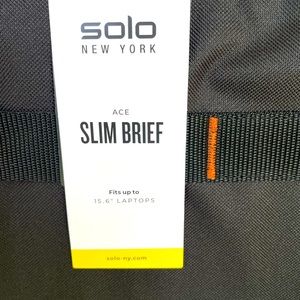 solo
NEW YORK
ACE
SLIM BRIEF
Fits up to
15.6" LAPTOPS
solo-ny.com